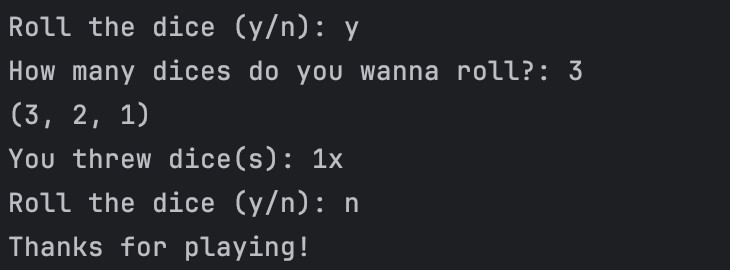 Roll the dice (y/n): y
How many dices do you wanna roll?: 3
(3, 2, 1)
You threw dice(s): 1x
Roll the dice (y/n): n
Thanks for playing!